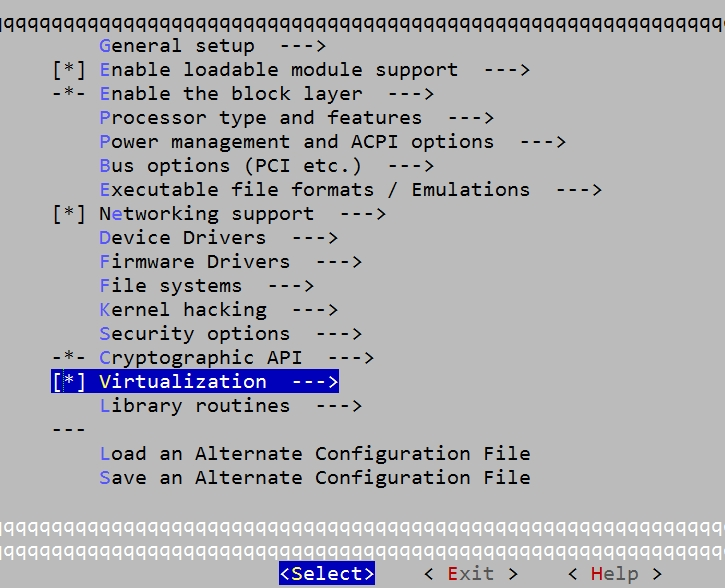 qqqqqqqqqqqqqqqqqqqqqqqqqqqqqqqqqqqqqqqqqqqqqqqqqqqqqqqqqqqqq
General setup  --->
[*] Enable loadable module support  --->
-*- Enable the block layer  --->
Processor type and features  --->
Power management and ACPI options  --->
Bus options (PCI etc.)  --->
Executable file formats / Emulations  --->
[*] Networking support  --->
Device Drivers  --->
Firmware Drivers  --->
File systems  --->
Kernel hacking  --->
Security options  --->
-*- Cryptographic API  --->
[*] Virtualization  --->
Library routines  --->
---
Load an Alternate Configuration File
Save an Alternate Configuration File
qqqqqqqqqqqqqqqqqqqqqqqqqqqqqqqqqqqqqqqqqqqqqqqqqqqqqqqqqqqqq
qqqqqqqqqqqqqqqqqqqqqqqqqqqqqqqqqqqqqqqqqqqqqqqqqqqqqqqqqqqqq
<Select>    < Exit >    < Help >